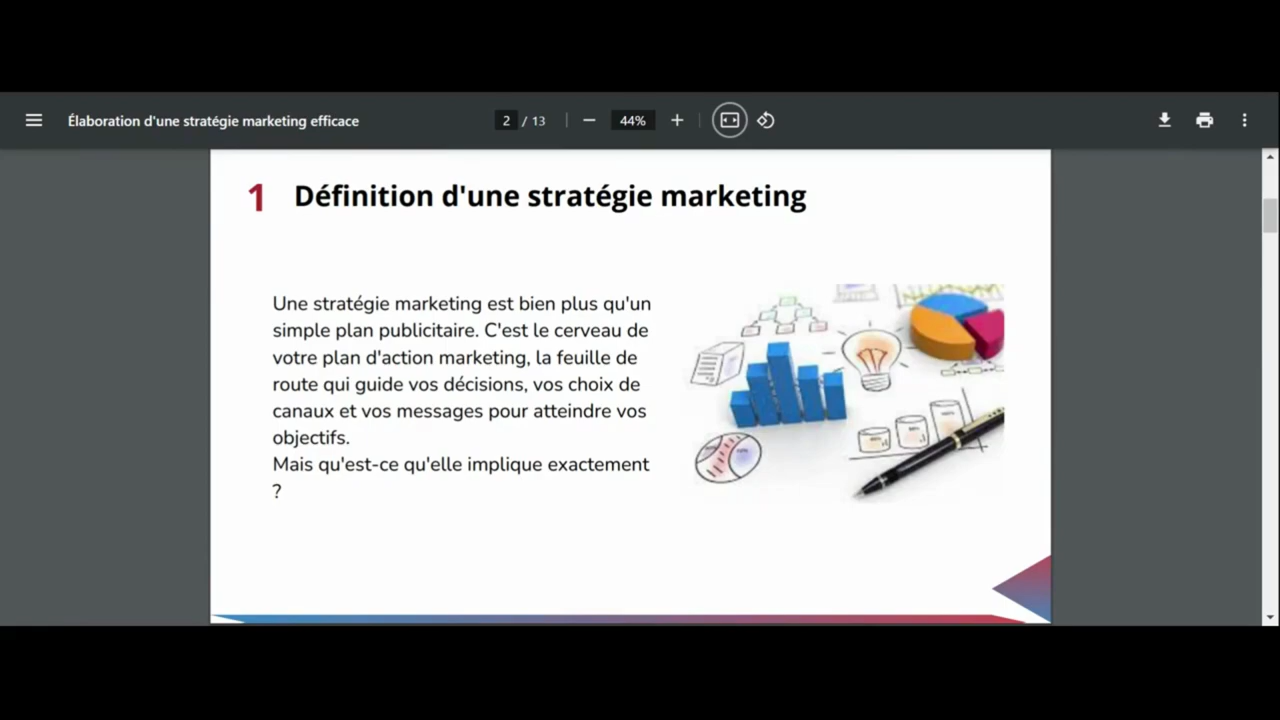 Élaboration d'une stratégie marketing efficace
2 / 13
44%
1 Définition d'une stratégie marketing
Une stratégie marketing est bien plus qu'un
simple plan publicitaire. C'est le cerveau de
votre plan d'action marketing, la feuille de
route qui guide vos décisions, vos choix de
canaux et vos messages pour atteindre vos
objectifs.
Mais qu'est-ce qu'elle implique exactement
?